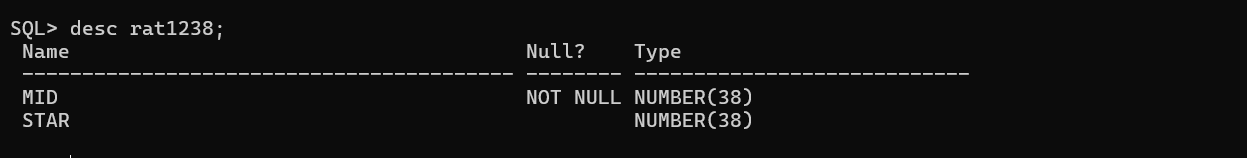 SQL> desc rat1238;
Name Null? Type
----------------------------------------- -------- ----------------------------
MID NOT NULL NUMBER(38)
STAR NUMBER(38)